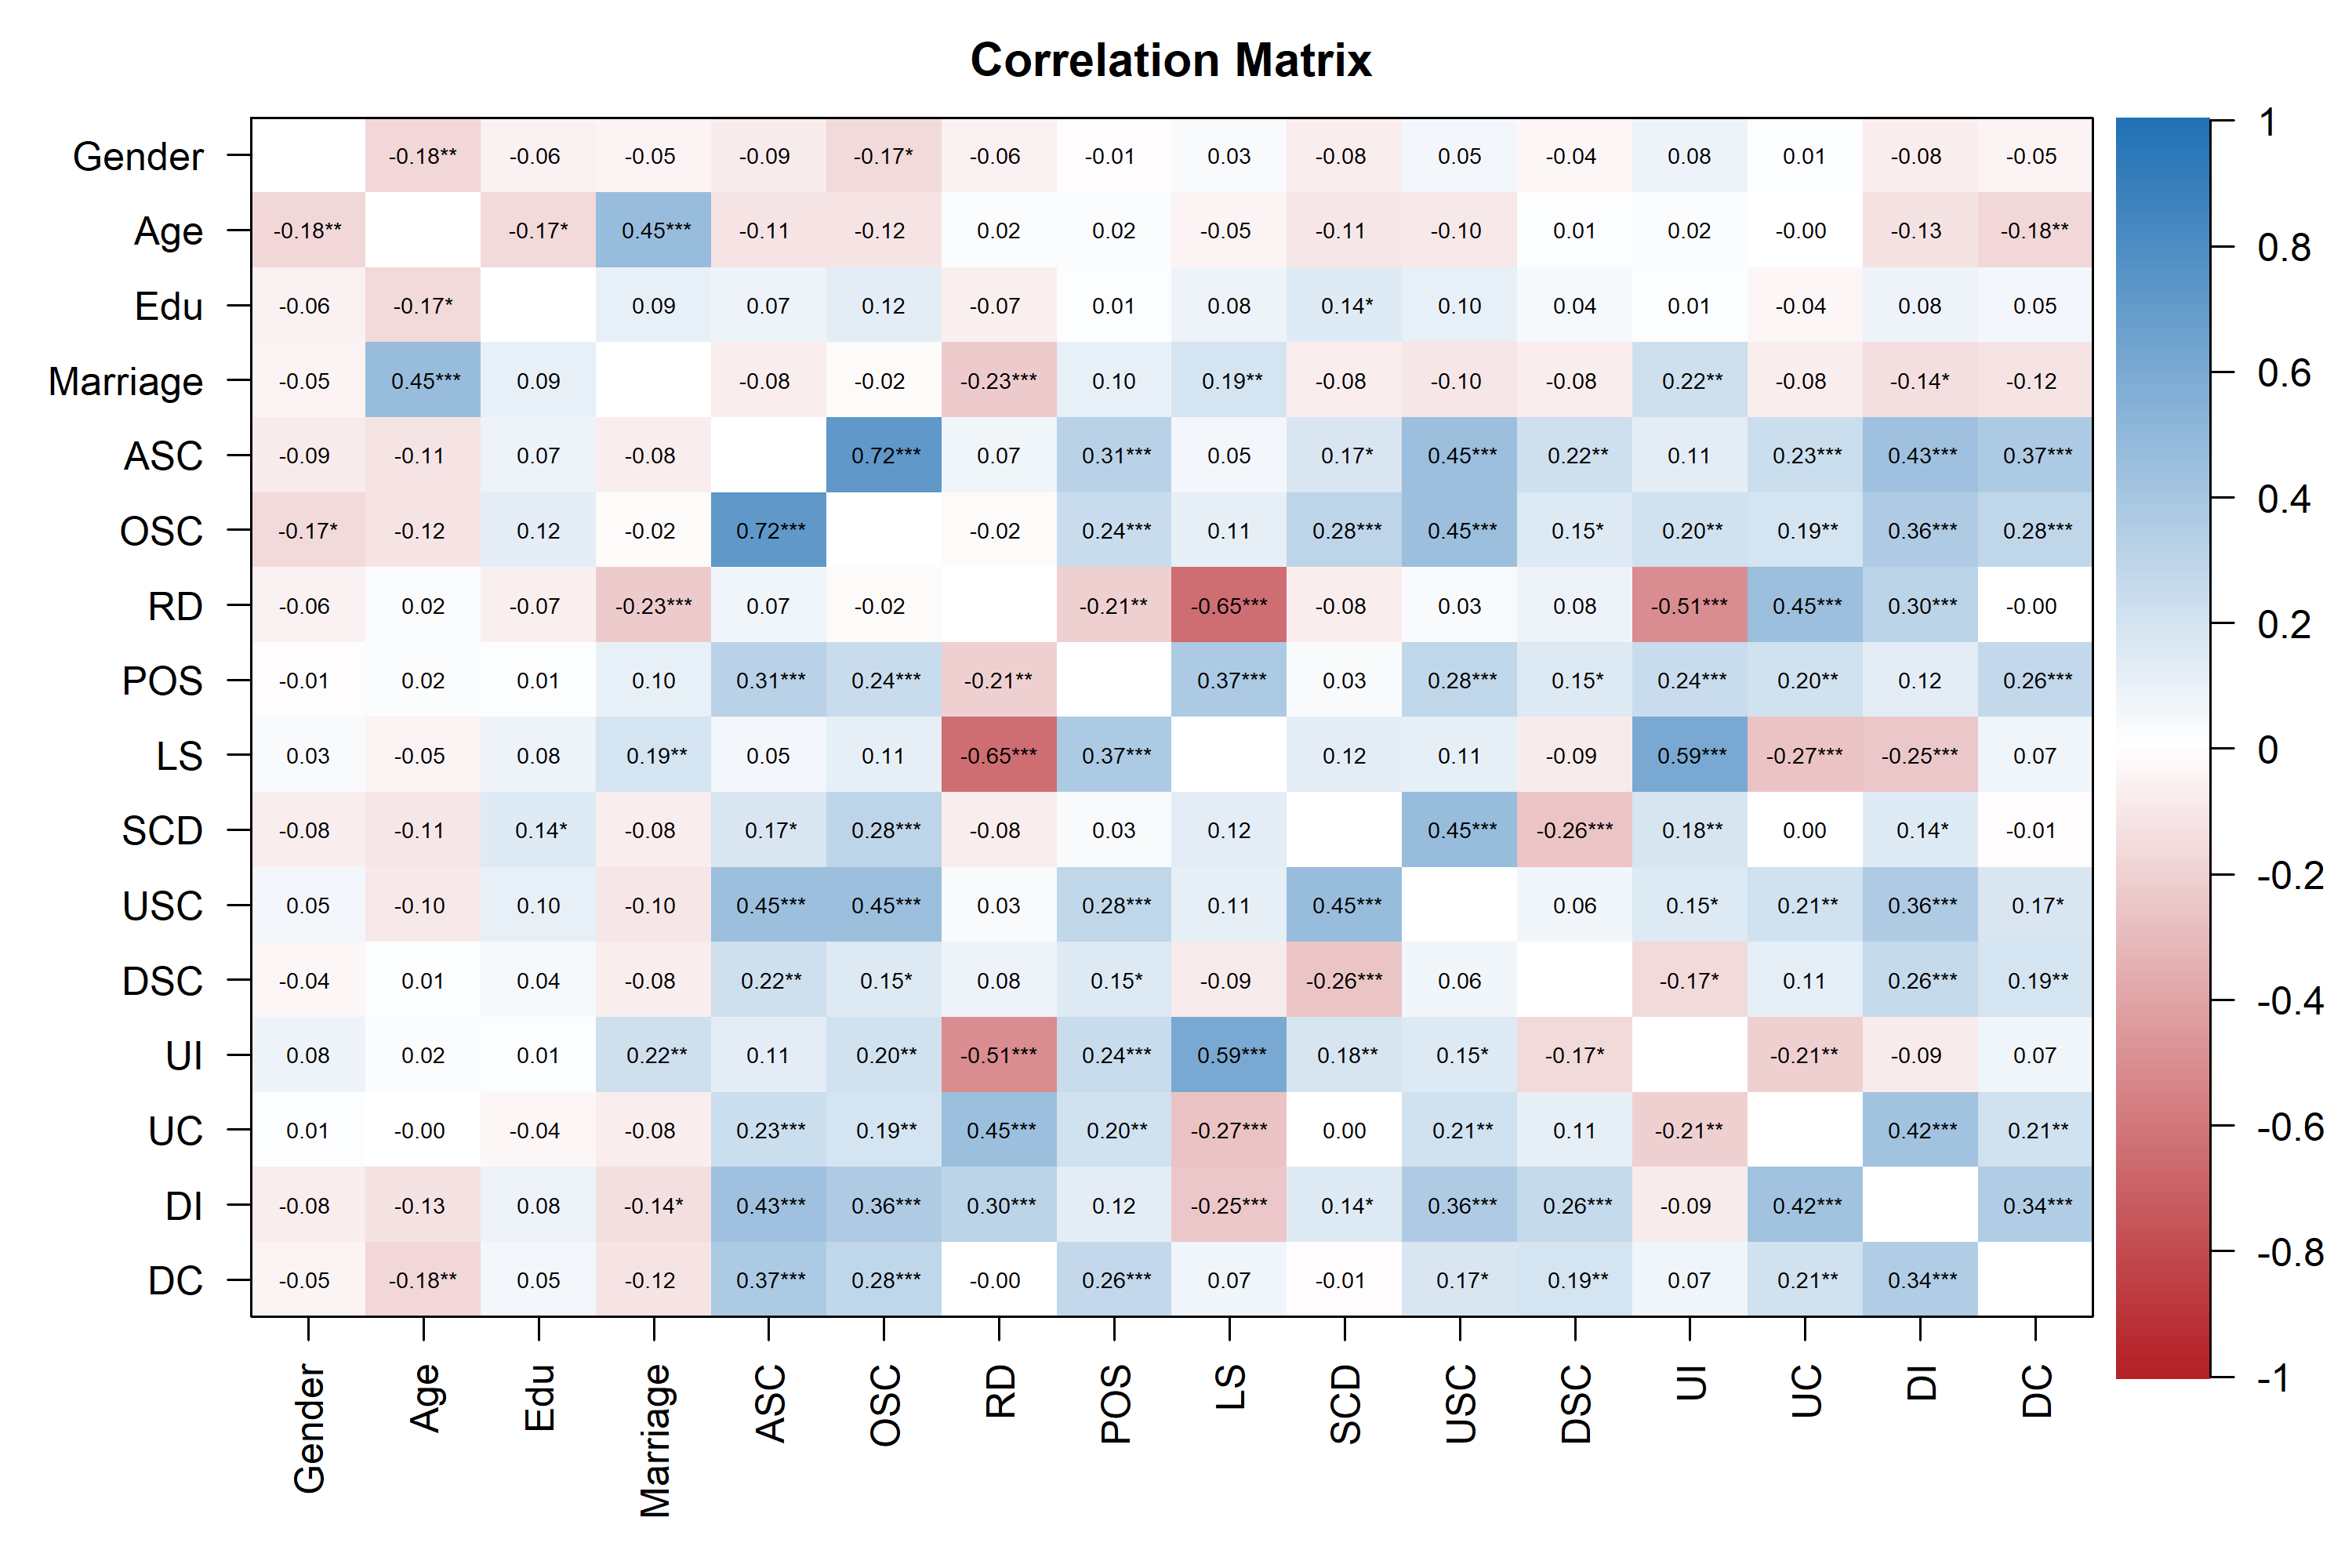 Correlation Matrix
Gender -0.18** -0.06 -0.05 -0.09 -0.17* -0.06 -0.01 0.03 -0.08 0.05 -0.04 0.08 0.01 -0.08 -0.05
Age -0.18** -0.17* 0.45*** -0.11 -0.12 0.02 0.02 -0.05 -0.11 -0.10 0.01 0.02 -0.00 -0.13 -0.18**
Edu -0.06 -0.17* 0.09 0.07 0.12 -0.07 0.01 0.08 0.14* 0.10 0.04 0.01 -0.04 0.08 0.05
Marriage -0.05 0.45*** 0.09 -0.08 -0.02 -0.23*** 0.10 0.19** -0.08 -0.10 -0.08 0.22** -0.08 -0.14* -0.12
ASC -0.09 -0.11 0.07 -0.08 0.72*** 0.07 0.31*** 0.05 0.17* 0.45*** 0.22** 0.11 0.23*** 0.43*** 0.37***
OSC -0.17* -0.12 0.12 -0.02 0.72*** -0.02 0.24*** 0.11 0.28*** 0.45*** 0.15* 0.20** 0.19** 0.36*** 0.28***
RD -0.06 0.02 -0.07 -0.23*** 0.07 -0.02 -0.21** -0.65*** -0.08 0.03 0.08 -0.51*** 0.45*** 0.30*** -0.00
POS -0.01 0.02 0.01 0.10 0.31*** 0.24*** -0.21** 0.37*** 0.03 0.28*** 0.15* 0.24*** 0.20** 0.12 0.26***
LS 0.03 -0.05 0.08 0.19** 0.05 0.11 -0.65*** 0.37*** 0.12 0.11 -0.09 0.59*** -0.27*** -0.25*** 0.07
SCD -0.08 -0.11 0.14* -0.08 0.17* 0.28*** -0.08 0.03 0.12 0.45*** -0.26*** 0.18** 0.00 0.14* -0.01
USC 0.05 -0.10 0.10 -0.10 0.45*** 0.45*** 0.03 0.28*** 0.11 0.45*** 0.06 0.15* 0.21** 0.36*** 0.17*
DSC -0.04 0.01 0.04 -0.08 0.22** 0.15* 0.08 0.15* -0.09 -0.26*** 0.06 -0.17* 0.11 0.26*** 0.19**
UI 0.08 0.02 0.01 0.22** 0.11 0.20** -0.51*** 0.24*** 0.59*** 0.18** 0.15* -0.17* -0.21** -0.09 0.07
UC 0.01 -0.00 -0.04 -0.08 0.23*** 0.19** 0.45*** 0.20** -0.27*** 0.00 0.21** 0.11 -0.21** 0.42*** 0.21**
DI -0.08 -0.13 0.08 -0.14* 0.43*** 0.36*** 0.30*** 0.12 -0.25*** 0.14* 0.36*** 0.26*** -0.09 0.42*** 0.34***
DC -0.05 -0.18** 0.05 -0.12 0.37*** 0.28*** -0.00 0.26*** 0.07 -0.01 0.17* 0.19** 0.07 0.21** 0.34***
Gender Age Edu Marriage ASC OSC RD POS LS SCD USC DSC UI UC DI DC
1
0.8
0.6
0.4
0.2
0
-0.2
-0.4
-0.6
-0.8
-1